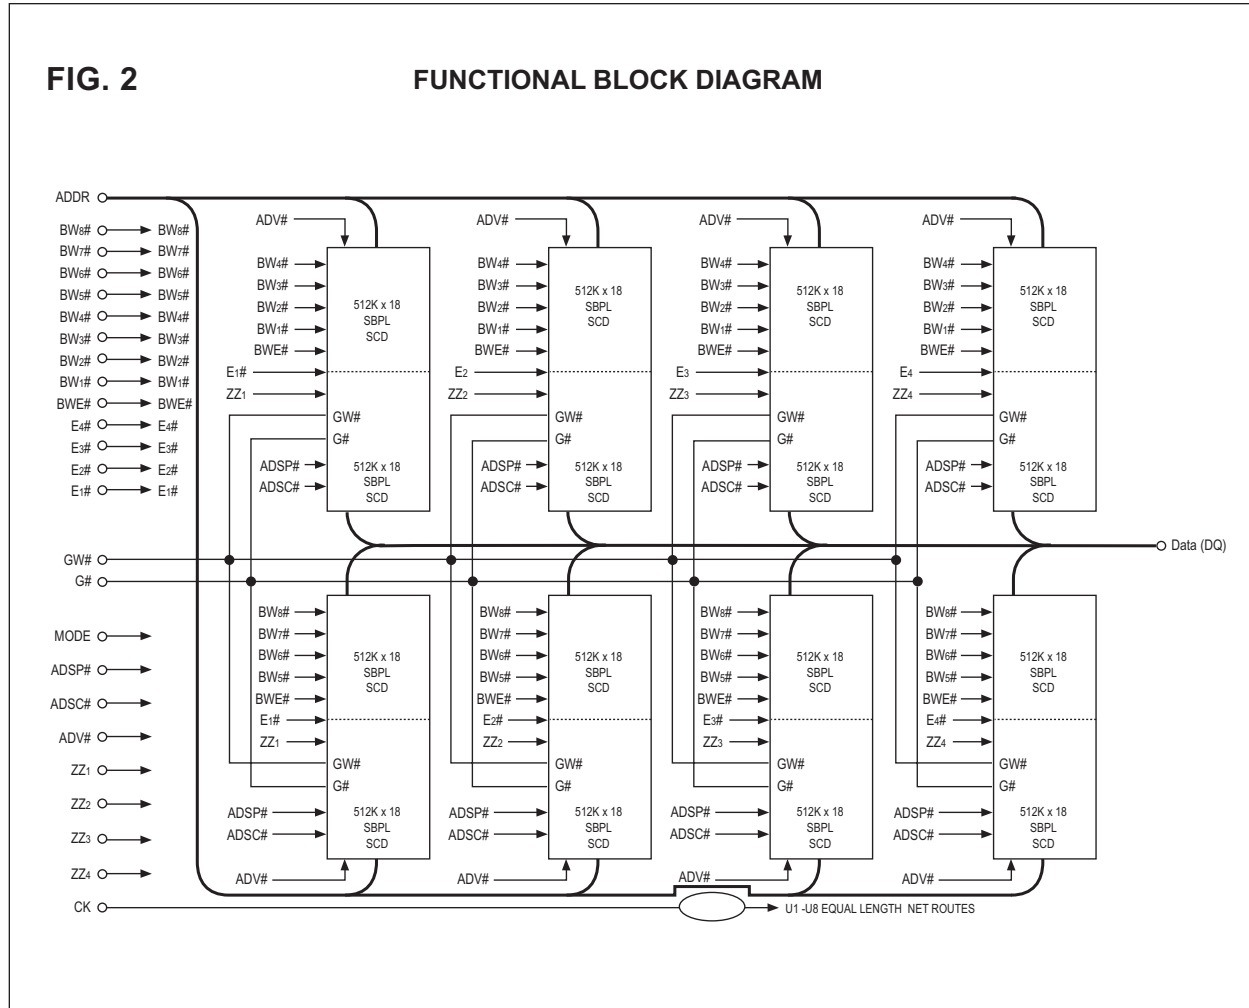 FIG. 2
FUNCTIONAL BLOCK DIAGRAM
ADDR
BW8# BW8#
BW7# BW7#
BW6# BW6#
BW5# BW5#
BW4# BW4#
BW3# BW3#
BW2# BW2#
BW1# BW1#
BWE# BWE#
E4# E4#
E3# E3#
E2# E2#
E1# E1#
GW#
G#
MODE
ADSP#
ADSC#
ADV#
ZZ1
ZZ2
ZZ3
ZZ4
CK
ADV#
BW4#
BW3#
BW2#
BW1#
BWE#
E1#
ZZ1
GW#
G#
ADSP#
ADSC#
512K x 18
SBPL
SCD
512K x 18
SBPL
SCD
ADV#
BW4#
BW3#
BW2#
BW1#
BWE#
E2
ZZ2
GW#
G#
ADSP#
ADSC#
512K x 18
SBPL
SCD
512K x 18
SBPL
SCD
ADV#
BW4#
BW3#
BW2#
BW1#
BWE#
E3
ZZ3
GW#
G#
ADSP#
ADSC#
512K x 18
SBPL
SCD
512K x 18
SBPL
SCD
ADV#
BW4#
BW3#
BW2#
BW1#
BWE#
E4
ZZ4
GW#
G#
ADSP#
ADSC#
512K x 18
SBPL
SCD
512K x 18
SBPL
SCD
Data (DQ)
BW8#
BW7#
BW6#
BW5#
BWE#
E1#
ZZ1
GW#
G#
ADSP#
ADSC#
ADV#
512K x 18
SBPL
SCD
512K x 18
SBPL
SCD
BW8#
BW7#
BW6#
BW5#
BWE#
E2#
ZZ2
GW#
G#
ADSP#
ADSC#
ADV#
512K x 18
SBPL
SCD
512K x 18
SBPL
SCD
BW8#
BW7#
BW6#
BW5#
BWE#
E3#
ZZ3
GW#
G#
ADSP#
ADSC#
ADV#
512K x 18
SBPL
SCD
512K x 18
SBPL
SCD
BW8#
BW7#
BW6#
BW5#
BWE#
E4#
ZZ4
GW#
G#
ADSP#
ADSC#
ADV#
512K x 18
SBPL
SCD
512K x 18
SBPL
SCD
U1 -U8 EQUAL LENGTH NET ROUTES